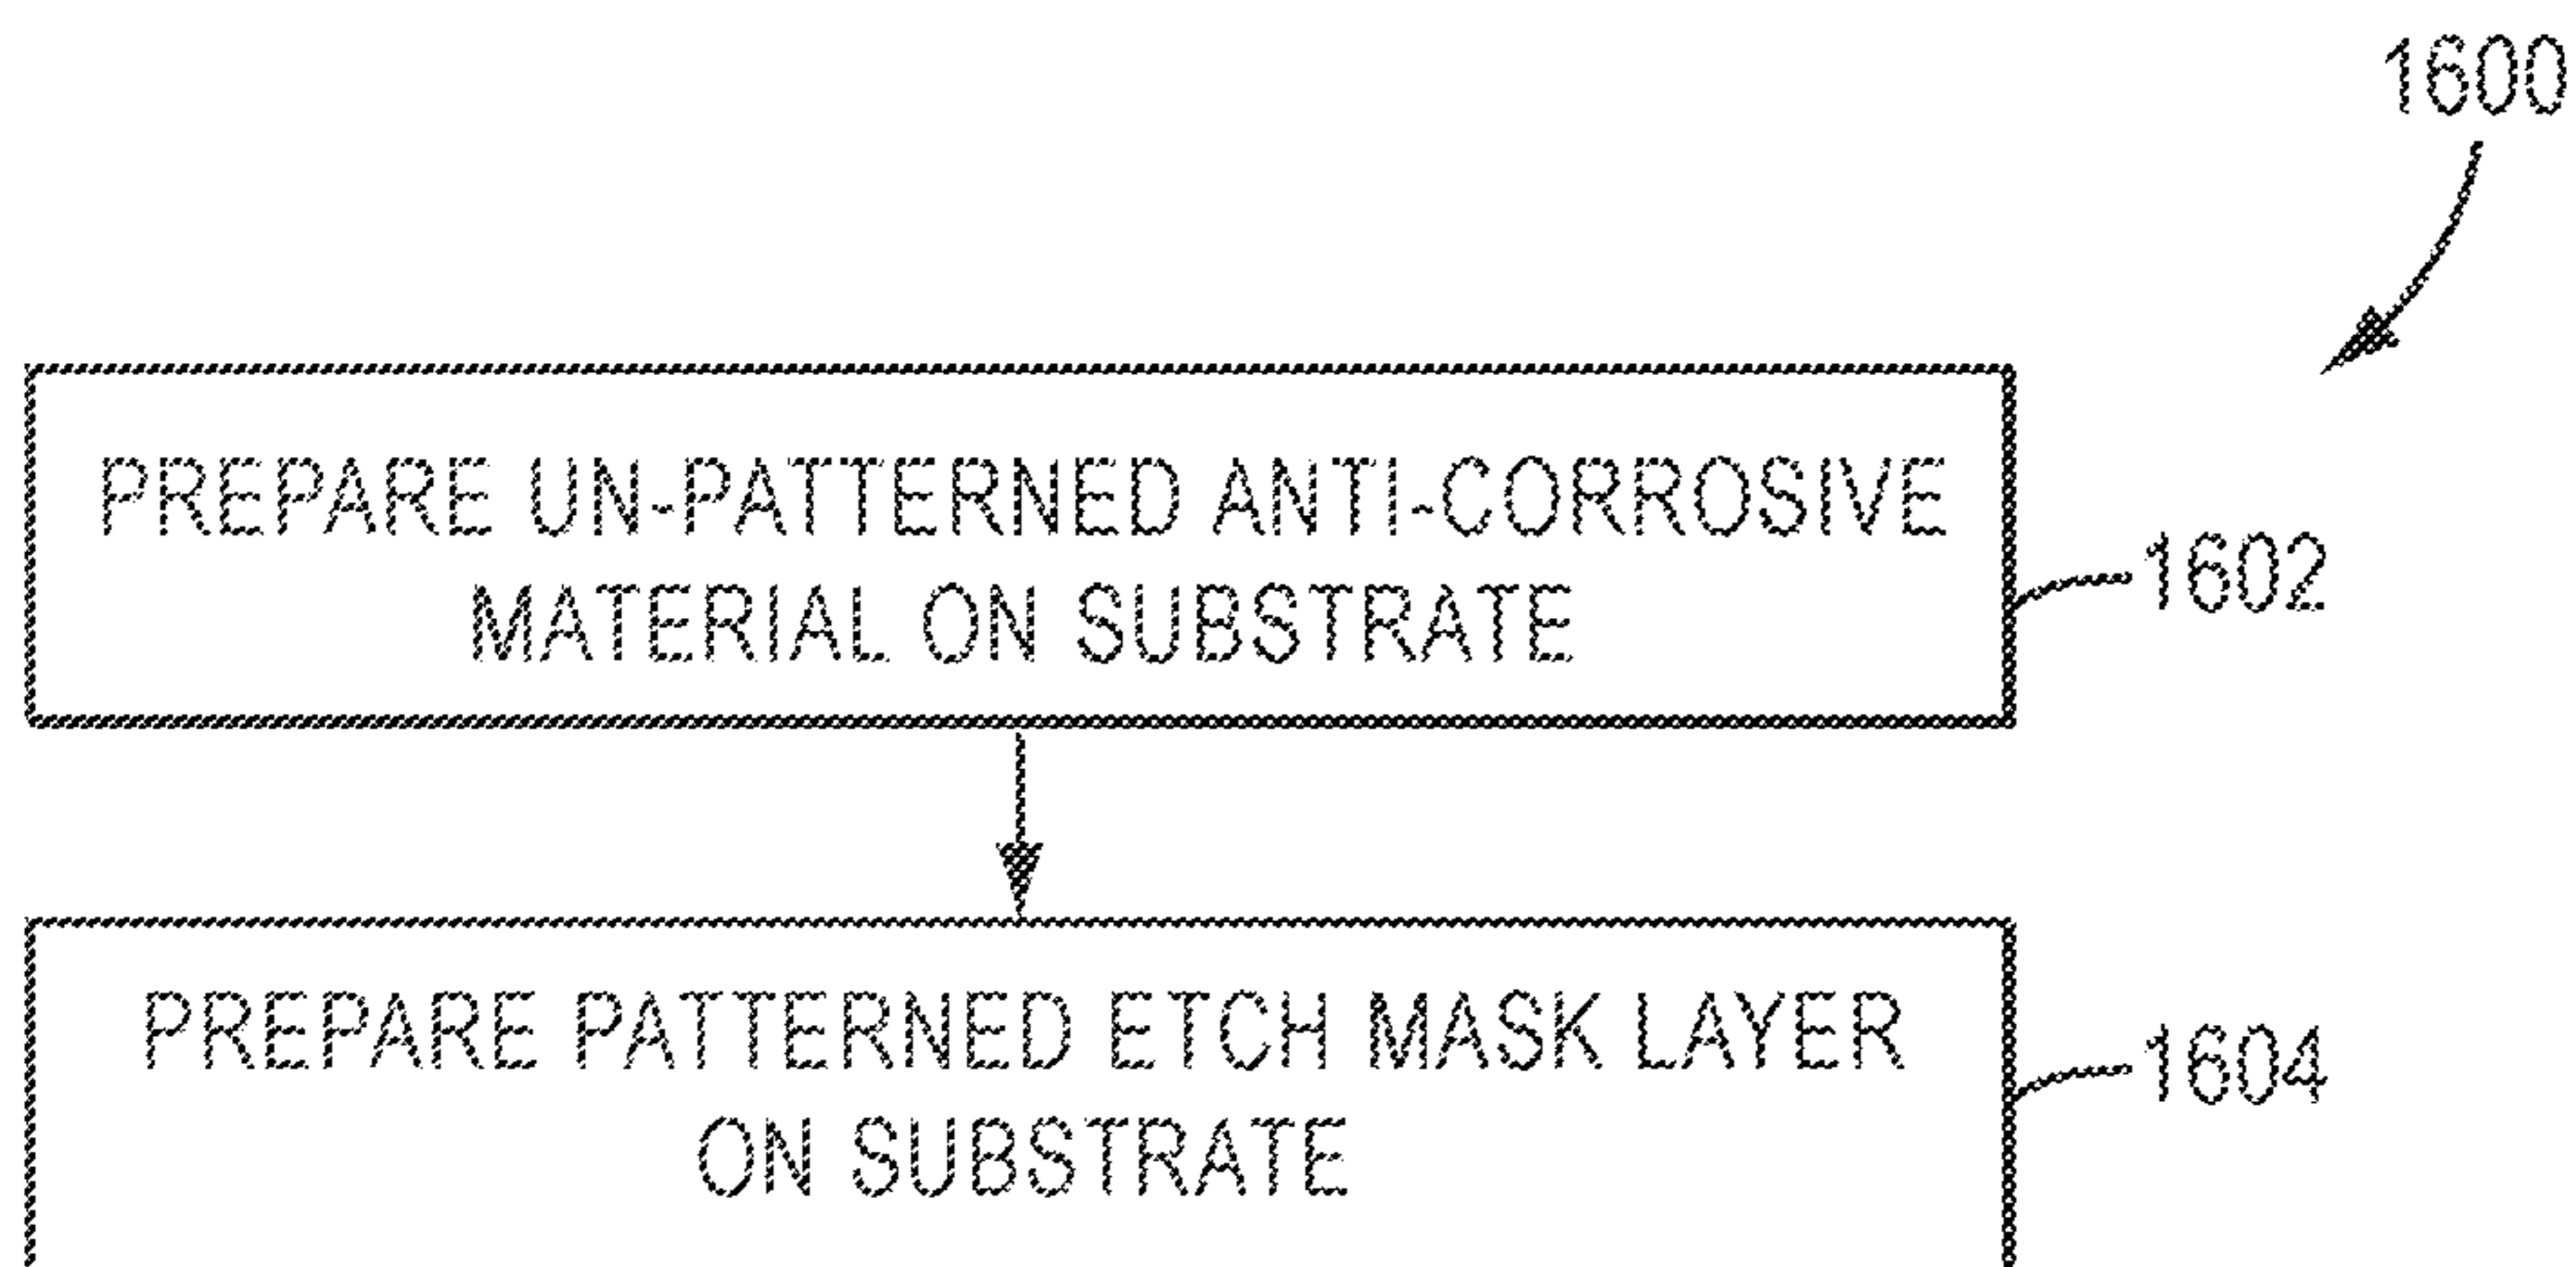 1600
PREPARE UN-PATTERNED ANTI-CORROSIVE
MATERIAL ON SUBSTRATE
1602
PREPARE PATTERNED ETCH MASK LAYER
ON SUBSTRATE
1604